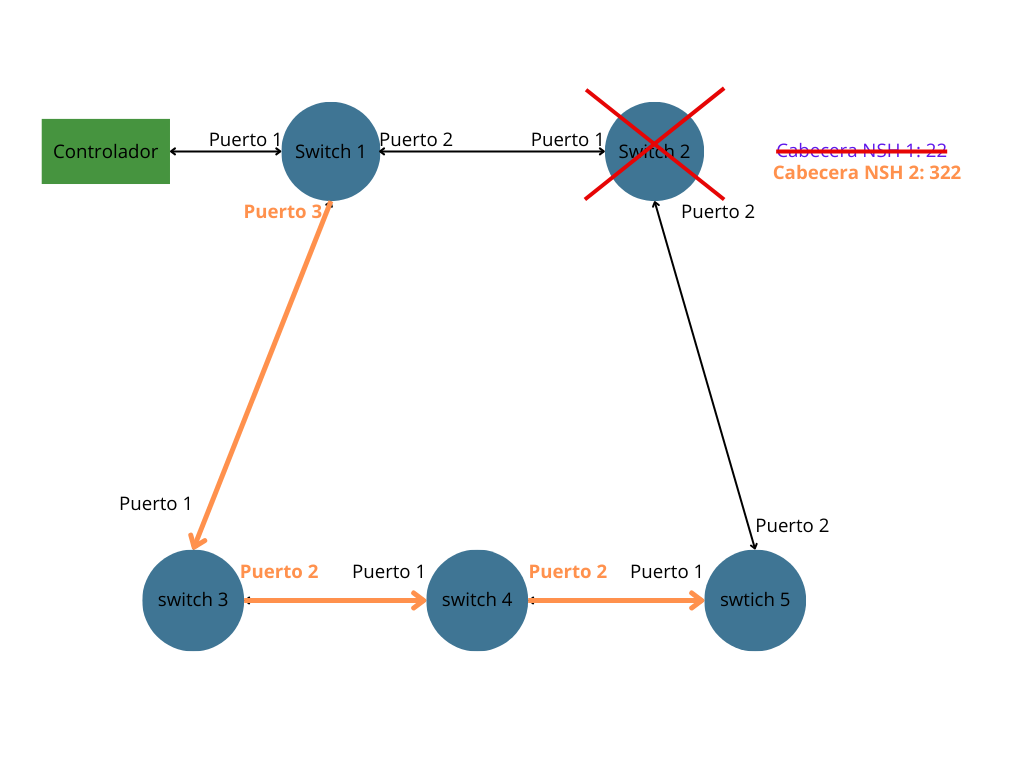 Controlador
Puerto 1
Switch 1
Puerto 2
Puerto 1
Switch 2
Cabecera NSH 1: 22
Cabecera NSH 2: 322
Puerto 3
Puerto 2
Puerto 1
Puerto 2
switch 3
Puerto 2
Puerto 1
switch 4
Puerto 2
Puerto 1
swtich 5